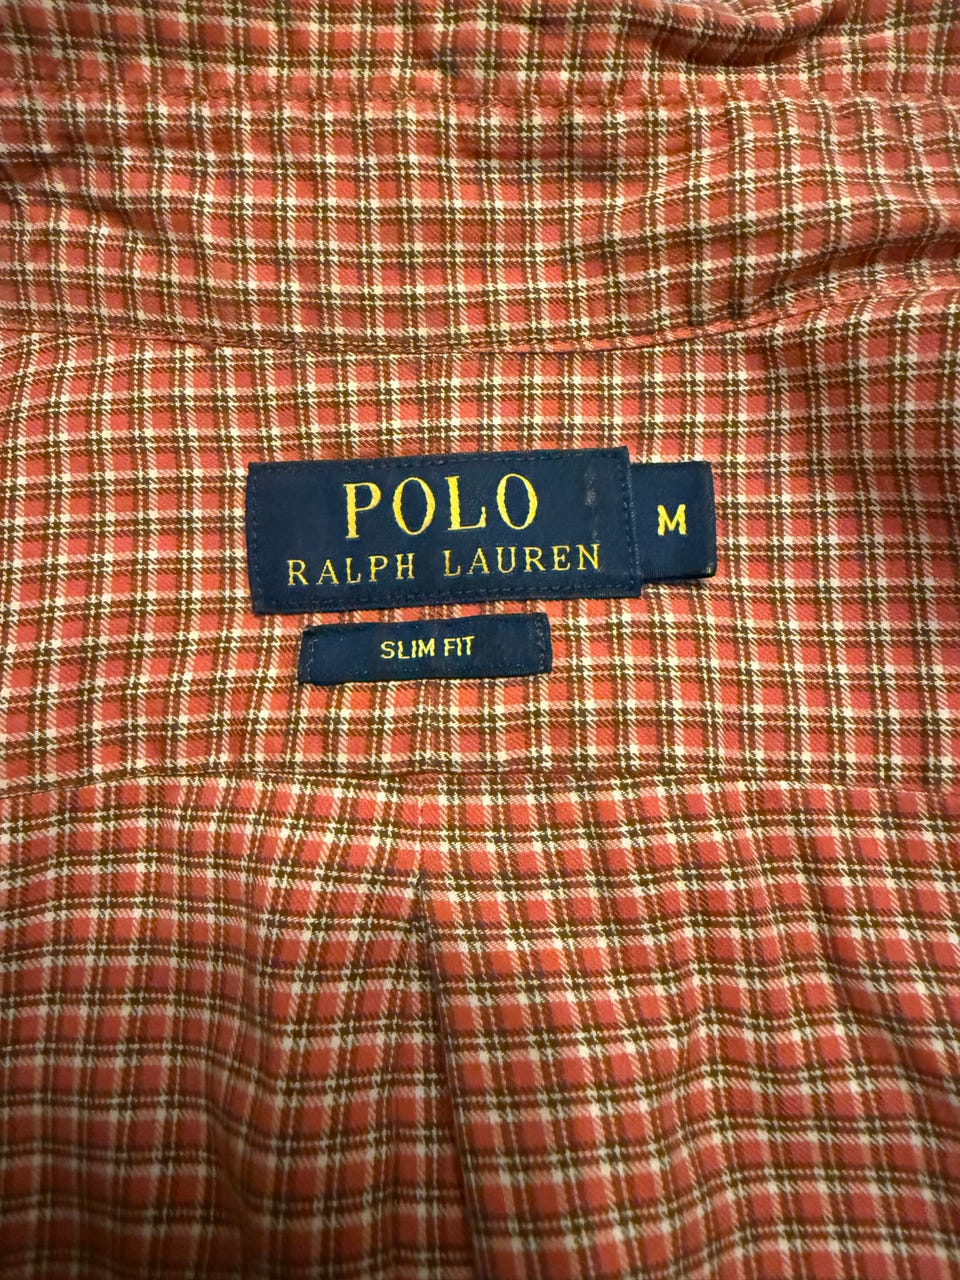 POLO
RALPH LAUREN
M
SLIM FIT